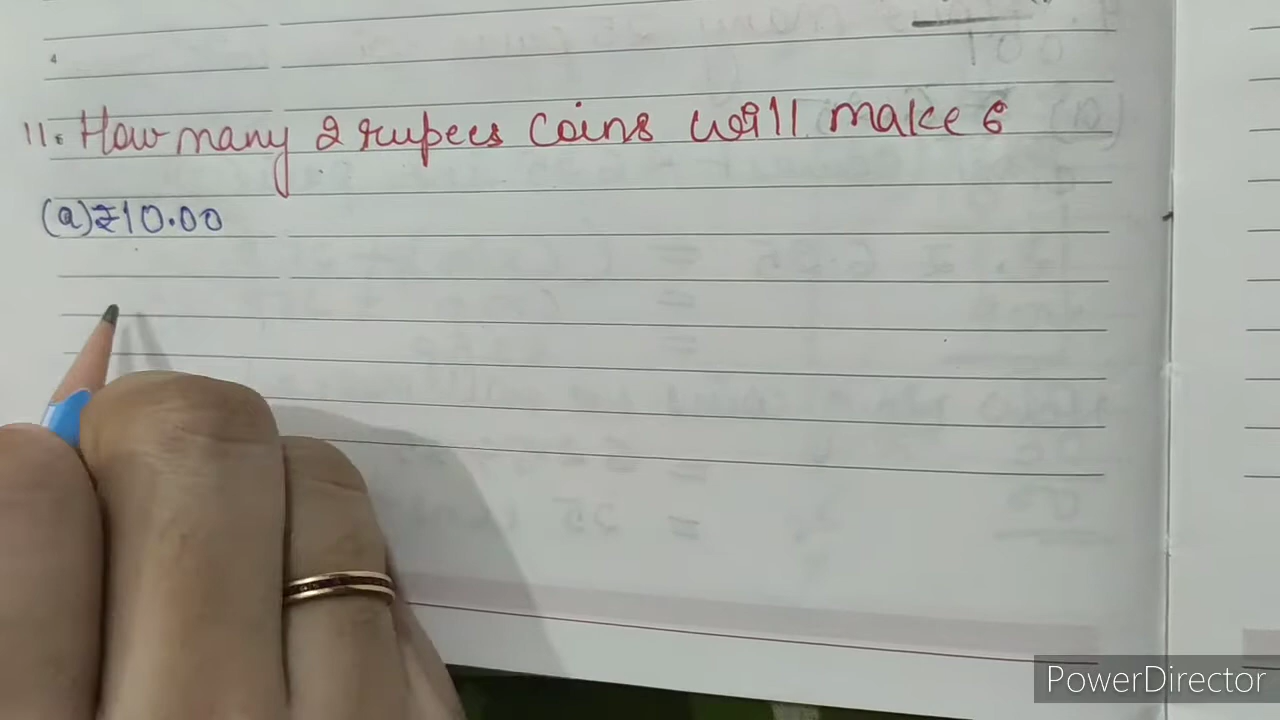 11. How many 2 rupees coins will make 6
(a) ₹10.00
PowerDirector